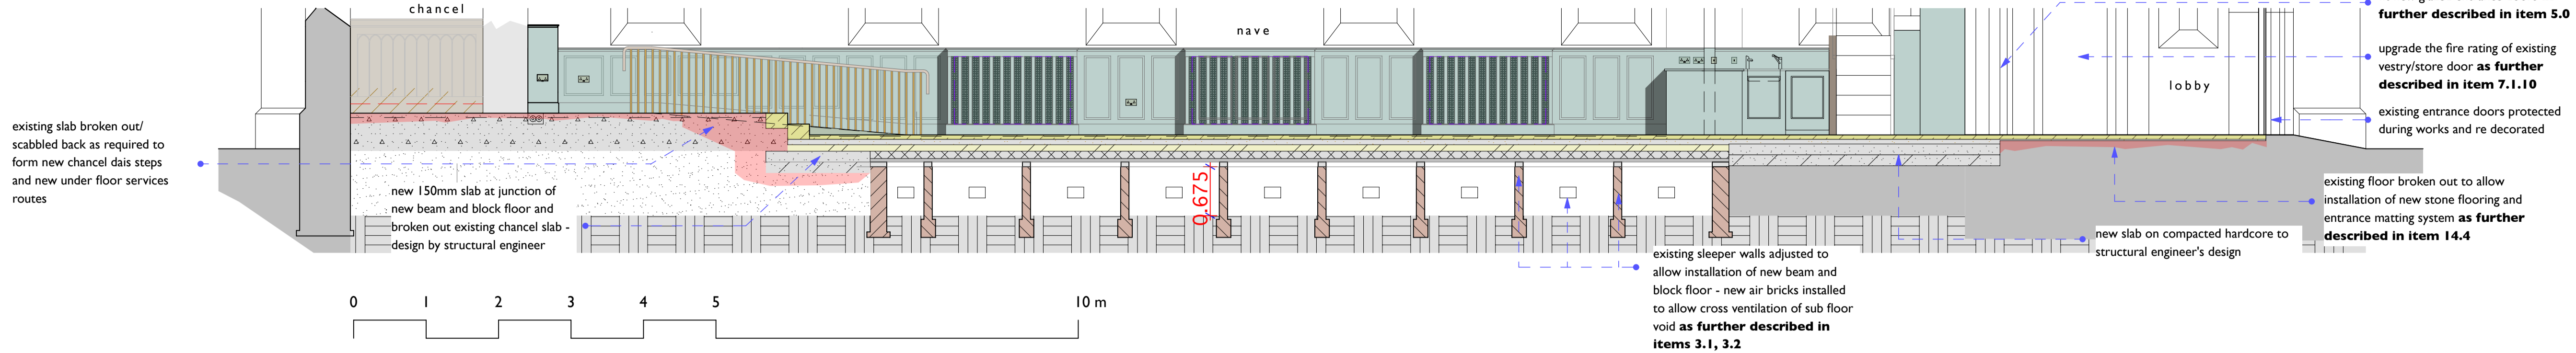 chancel
nave
lobby
further described in item 5.0
upgrade the fire rating of existing
vestry/store door as further
described in item 7.1.10
existing entrance doors protected
during works and re decorated
existing slab broken out/
scabbled back as required to
form new chancel dais steps
and new under floor services
routes
new 150mm slab at junction of
new beam and block floor and
broken out existing chancel slab -
design by structural engineer
0.675
existing floor broken out to allow
installation of new stone flooring and
entrance matting system as further
described in item 14.4
new slab on compacted hardcore to
structural engineer's design
existing sleeper walls adjusted to
allow installation of new beam and
block floor - new air bricks installed
to allow cross ventilation of sub floor
void as further described in
items 3.1, 3.2
0 1 2 3 4 5 10 m